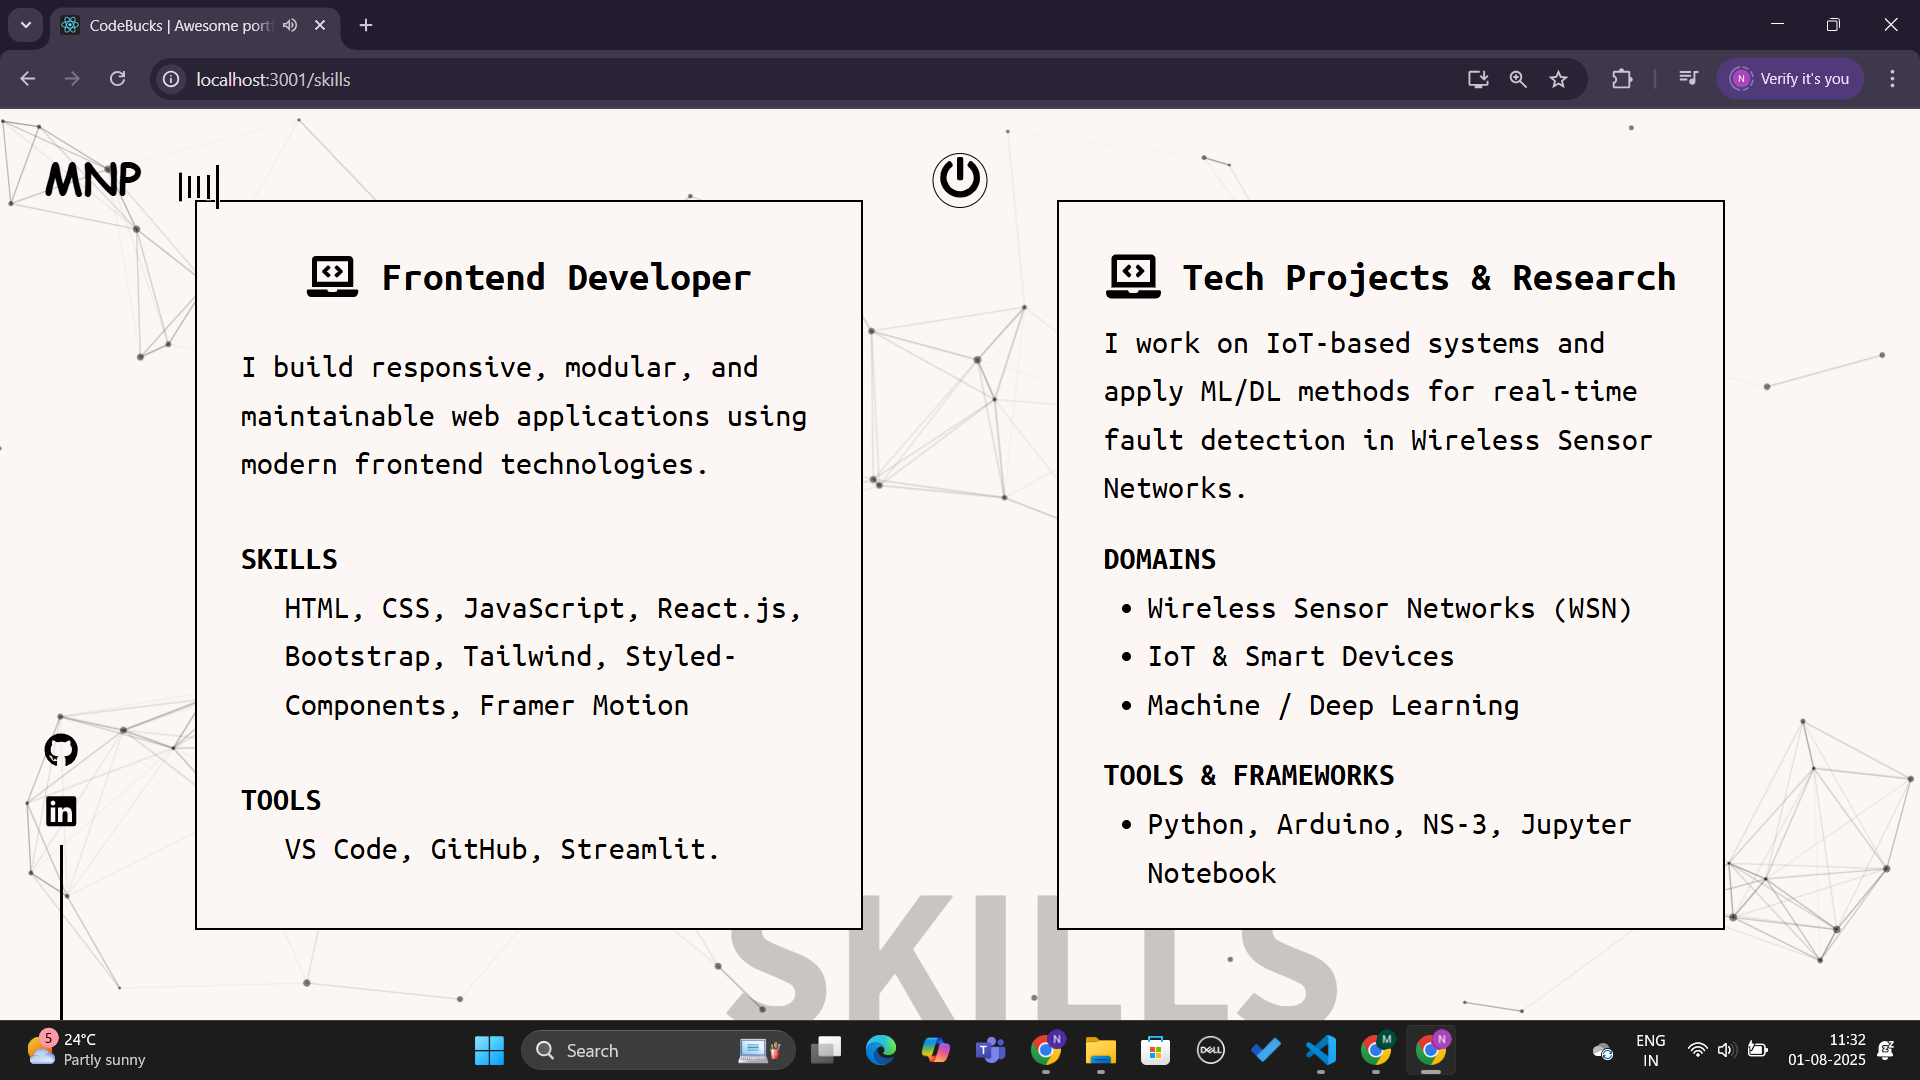 CodeBucks | Awesome port
localhost:3001/skills
N
Verify it's you
MNP
Frontend Developer
I build responsive, modular, and
maintainable web applications using
modern frontend technologies.
SKILLS
HTML, CSS, JavaScript, React.js,
Bootstrap, Tailwind, Styled-
Components, Framer Motion
TOOLS
VS Code, GitHub, Streamlit.
Tech Projects & Research
I work on IoT-based systems and
apply ML/DL methods for real-time
fault detection in Wireless Sensor
Networks.
DOMAINS
• Wireless Sensor Networks (WSN)
• IoT & Smart Devices
• Machine / Deep Learning
TOOLS & FRAMEWORKS
• Python, Arduino, NS-3, Jupyter
Notebook
in
SKILLS
5
24°C
Partly sunny
Search
T
N
DELL
M
N
ENG
IN
11:32
01-08-2025